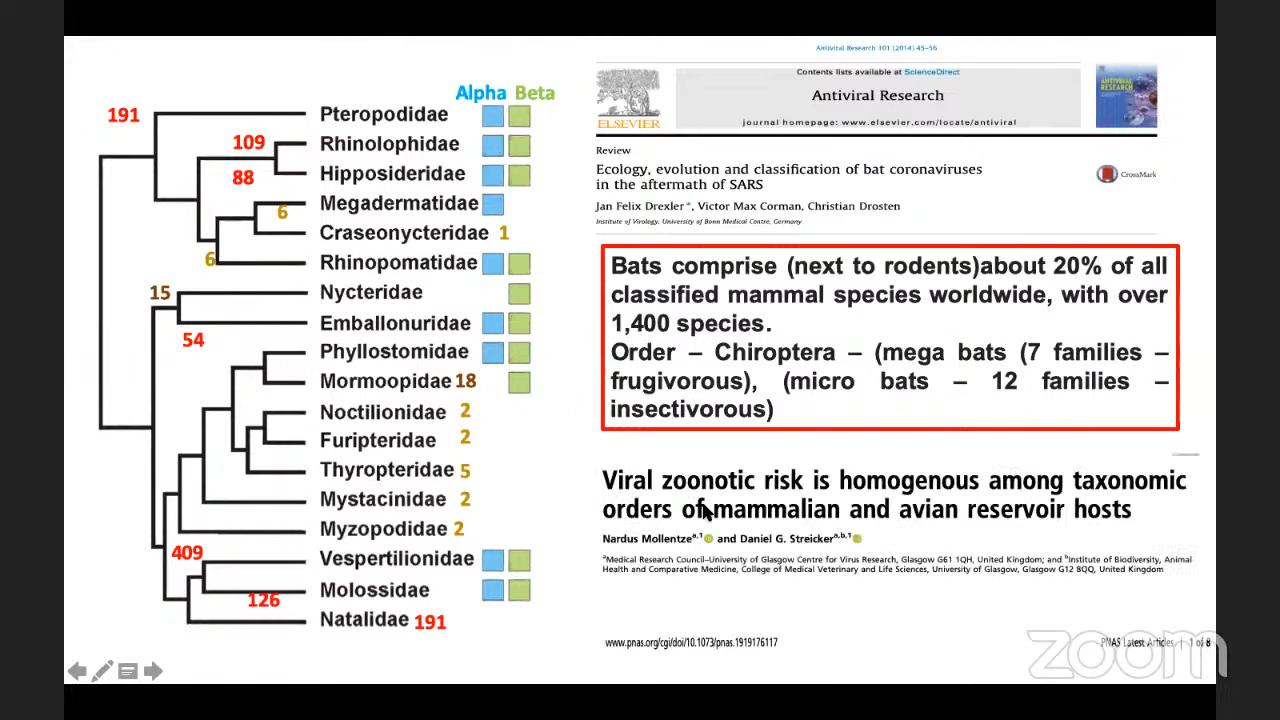 Alpha Beta
191 Pteropodidae
109 Rhinolophidae
88 Hipposideridae
Megadermatidae
6
Craseonycteridae 1
6 Rhinopomatidae
15 Nycteridae
54 Emballonuridae
Phyllostomidae
Mormoopidae 18
Noctilionidae 2
Furipteridae 2
Thyropteridae 5
Mystacinidae 2
Myzopodidae 2
409 Vespertilionidae
126 Molossidae
Natalidae 191
Antiviral Research 101 (2014) 45–56
Contents lists available at ScienceDirect
Antiviral Research
journal homepage: www.elsevier.com/locate/antiviral
ELSEVIER
ANTIVIRAL
RESEARCH
Review
Ecology, evolution and classification of bat coronaviruses
in the aftermath of SARS
CrossMark
Jan Felix Drexler*, Victor Max Corman, Christian Drosten
Institute of Virology, University of Bonn Medical Centre, Germany
Bats comprise (next to rodents)about 20% of all
classified mammal species worldwide, with over
1,400 species.
Order – Chiroptera – (mega bats (7 families –
frugivorous), (micro bats – 12 families –
insectivorous)
Viral zoonotic risk is homogenous among taxonomic
orders of mammalian and avian reservoir hosts
Nardus Mollentze a,1 and Daniel G. Streicker a,b,1
aMedical Research Council–University of Glasgow Centre for Virus Research, Glasgow G61 1QH, United Kingdom; and bInstitute of Biodiversity, Animal
Health and Comparative Medicine, College of Medical Veterinary and Life Sciences, University of Glasgow, Glasgow G12 8QQ, United Kingdom
www.pnas.org/cgi/doi/10.1073/pnas.1919176117
PNAS Latest Articles | 1 of 8
zoom